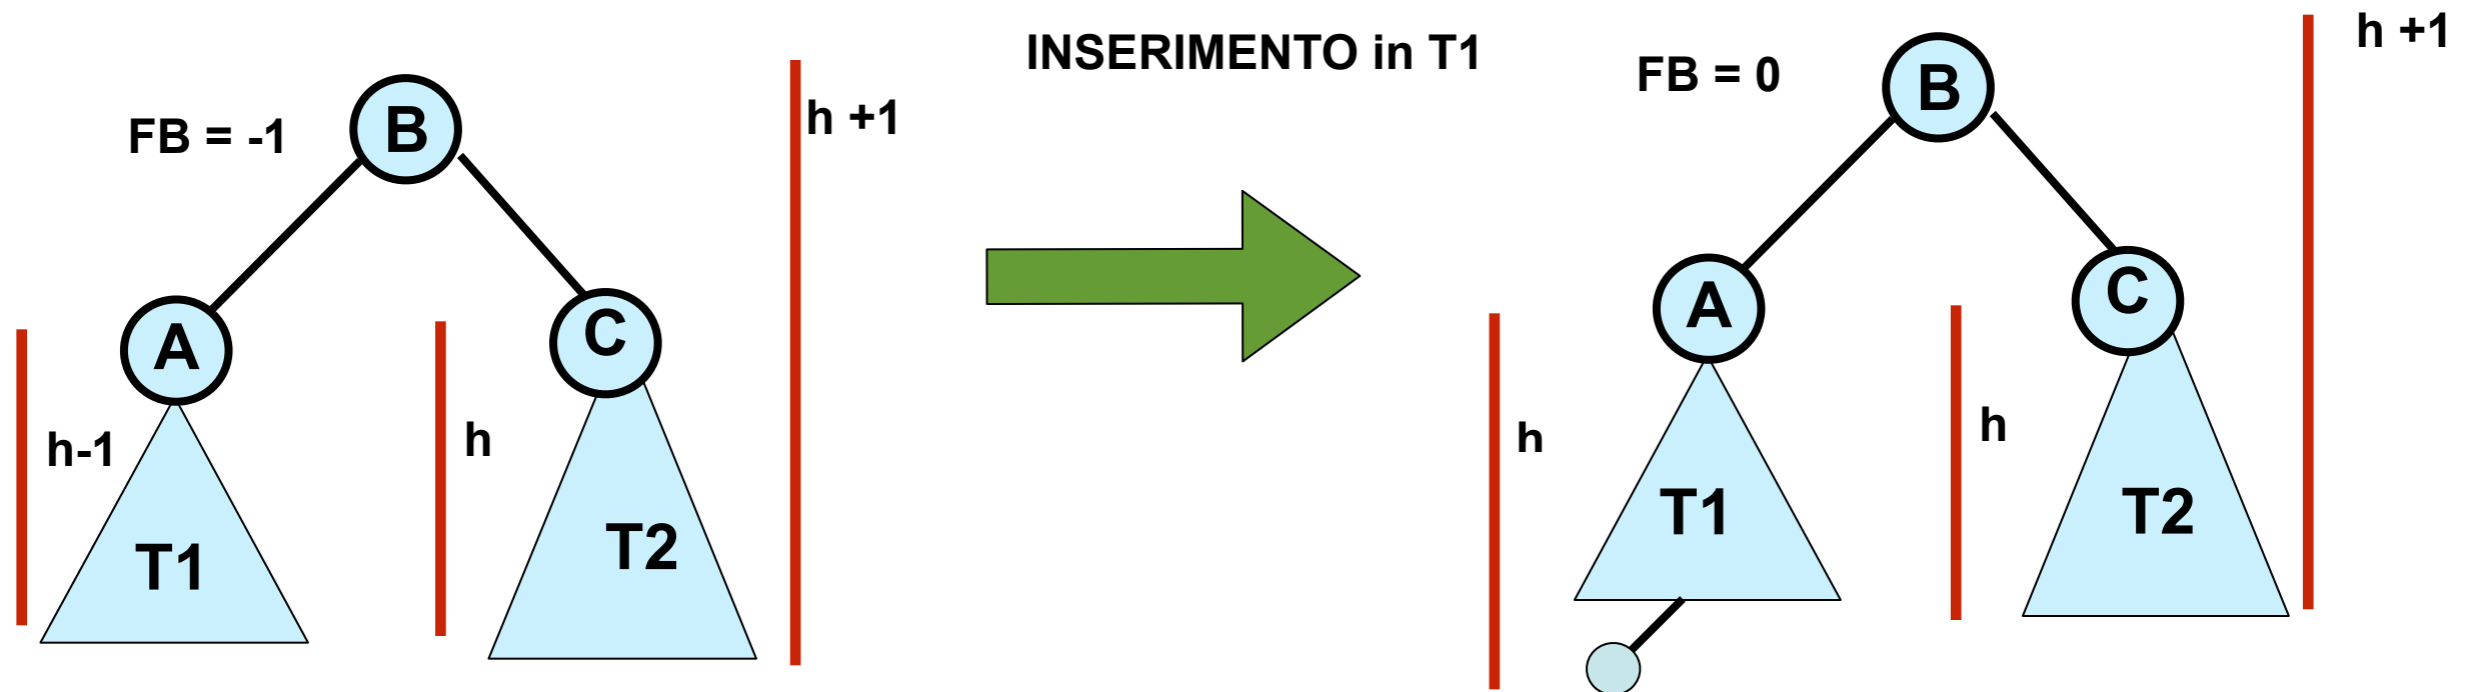 FB = -1
B
h +1
A
C
h-1
h
T1
T2
INSERIMENTO in T1
FB = 0
B
h +1
A
C
h
h
T1
T2